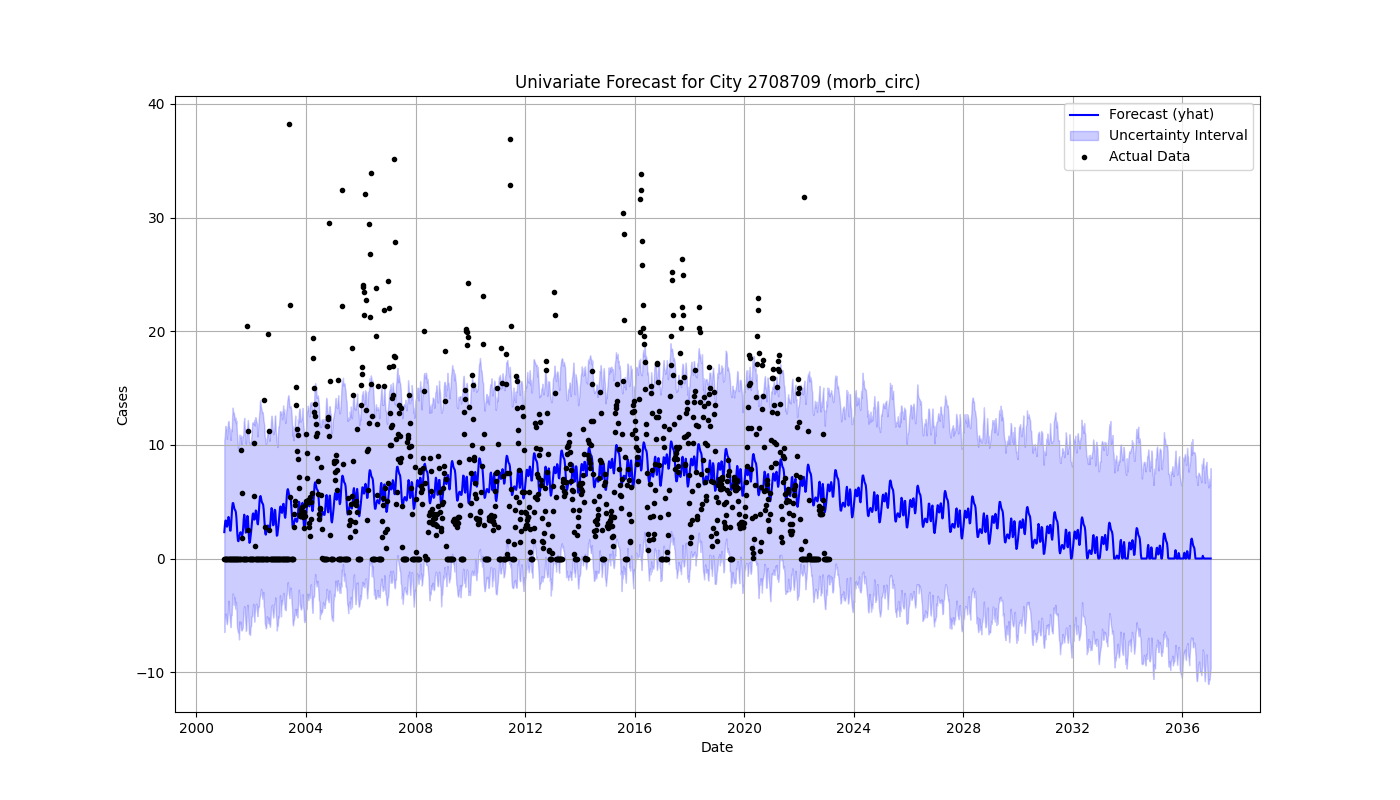 Univariate Forecast for City 2708709 (morb_circ)
Forecast (yhat)
Uncertainty Interval
Actual Data
Cases
40
30
20
10
0
−10
2000 2004 2008 2012 2016 2020 2024 2028 2032 2036
Date